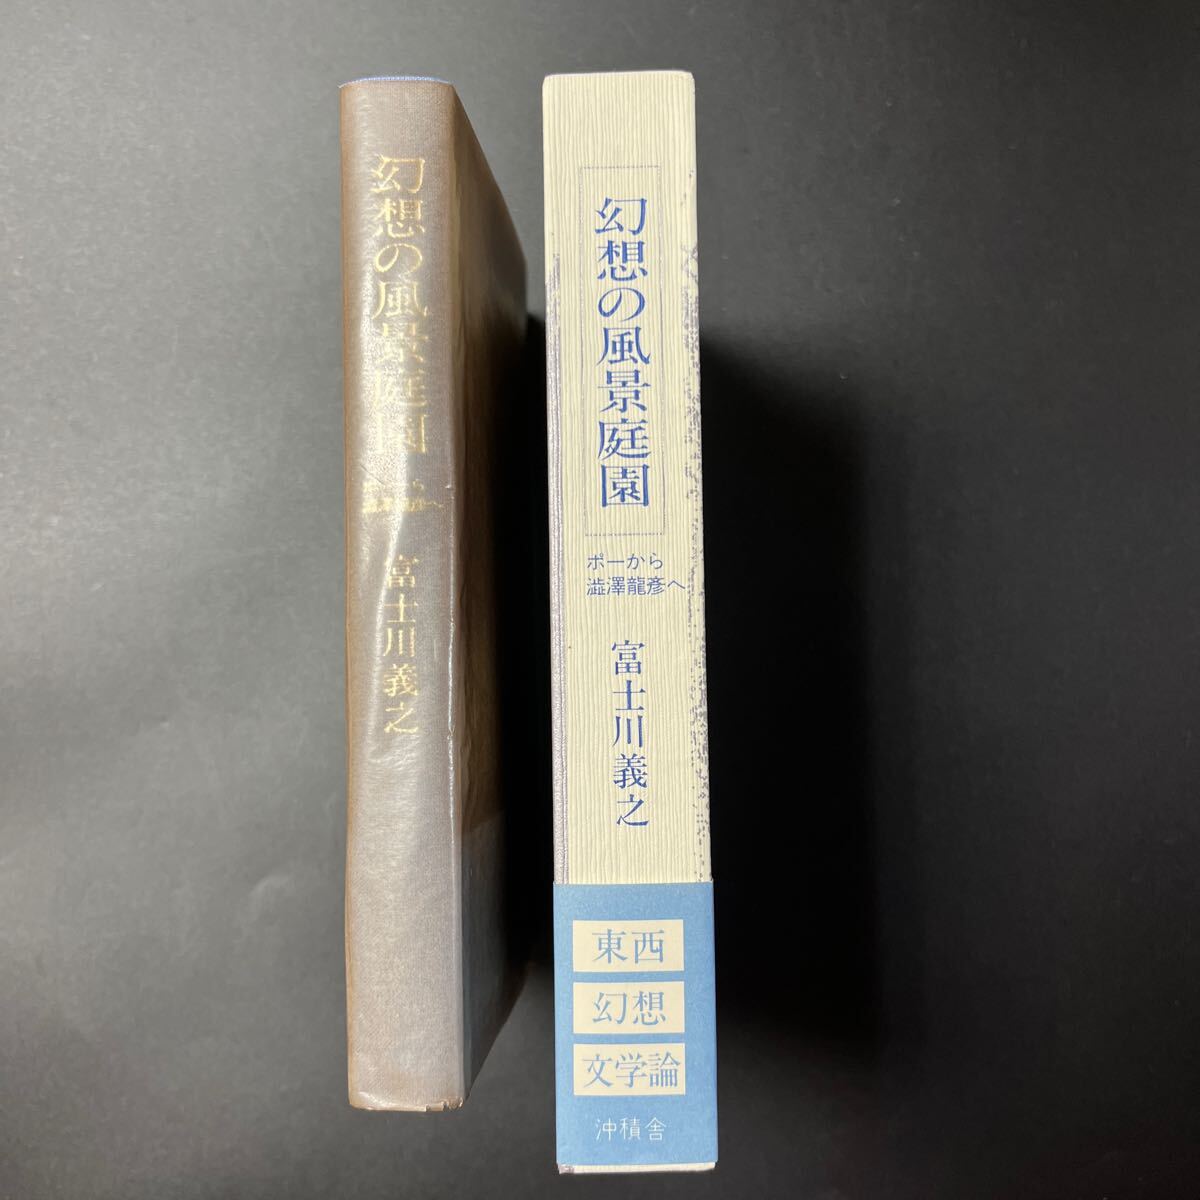 幻想の風景庭園
富士川義之
幻想の風景庭園
ポーから
澁澤龍彥へ
富士川義之
東西
幻想
文学論
沖積舎